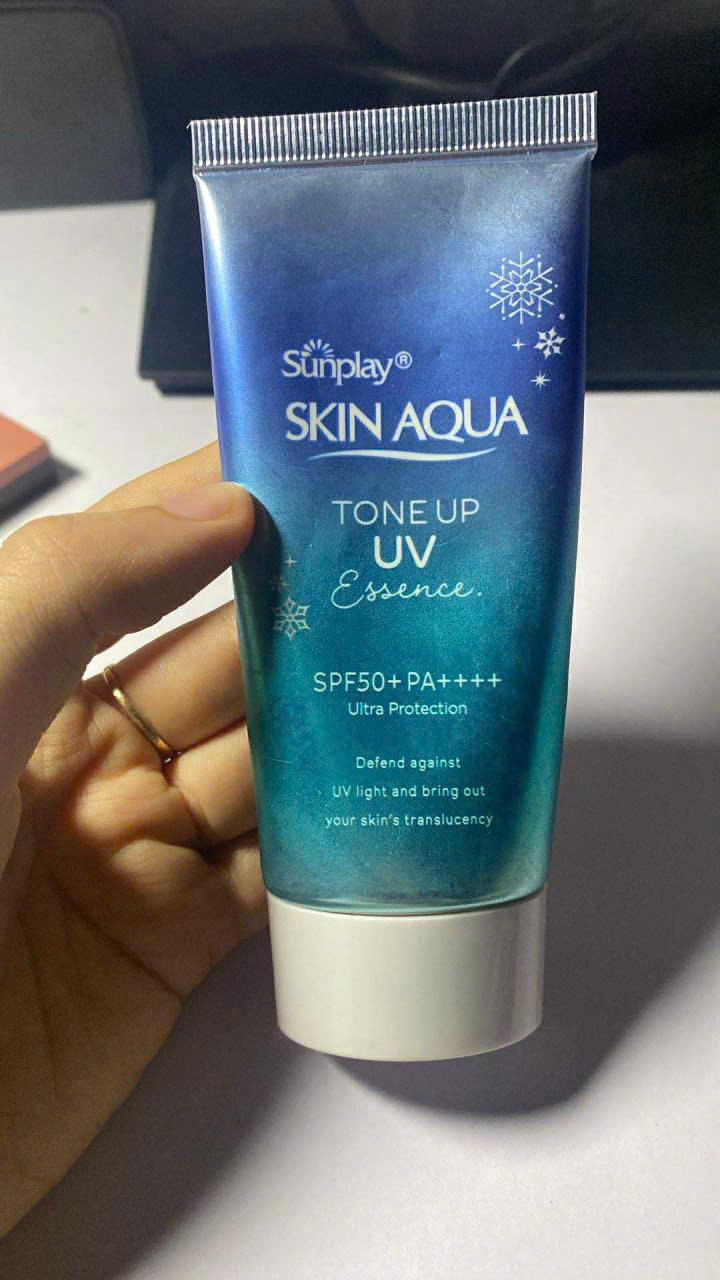 Sunplay®
SKIN AQUA
TONE UP
UV
Essence.
SPF50+ PA++++
Ultra Protection
Defend against
UV light and bring out
your skin's translucency